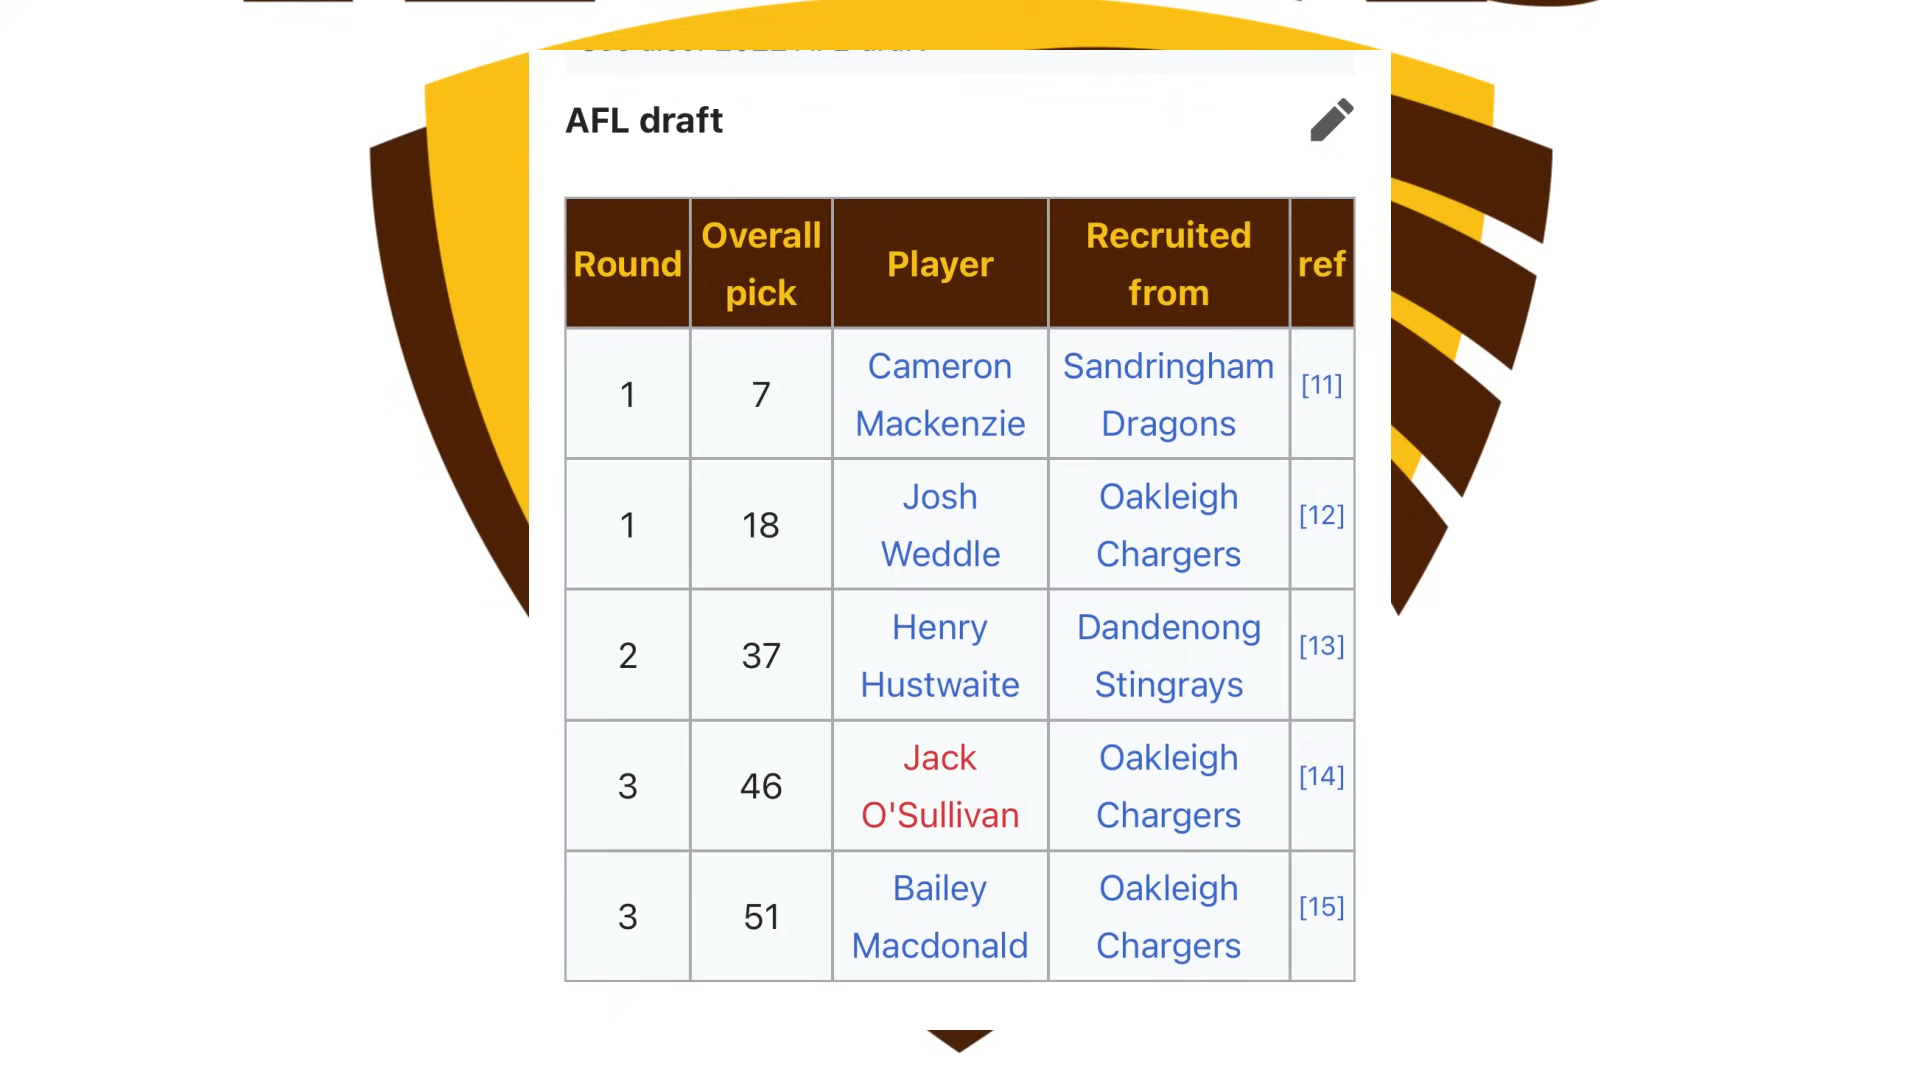 AFL draft
Round
Overall
pick
Player
Recruited
from
ref
1
7
Cameron
Mackenzie
Sandringham
Dragons
[11]
1
18
Josh
Weddle
Oakleigh
Chargers
[12]
2
37
Henry
Hustwaite
Dandenong
Stingrays
[13]
3
46
Jack
O'Sullivan
Oakleigh
Chargers
[14]
3
51
Bailey
Macdonald
Oakleigh
Chargers
[15]